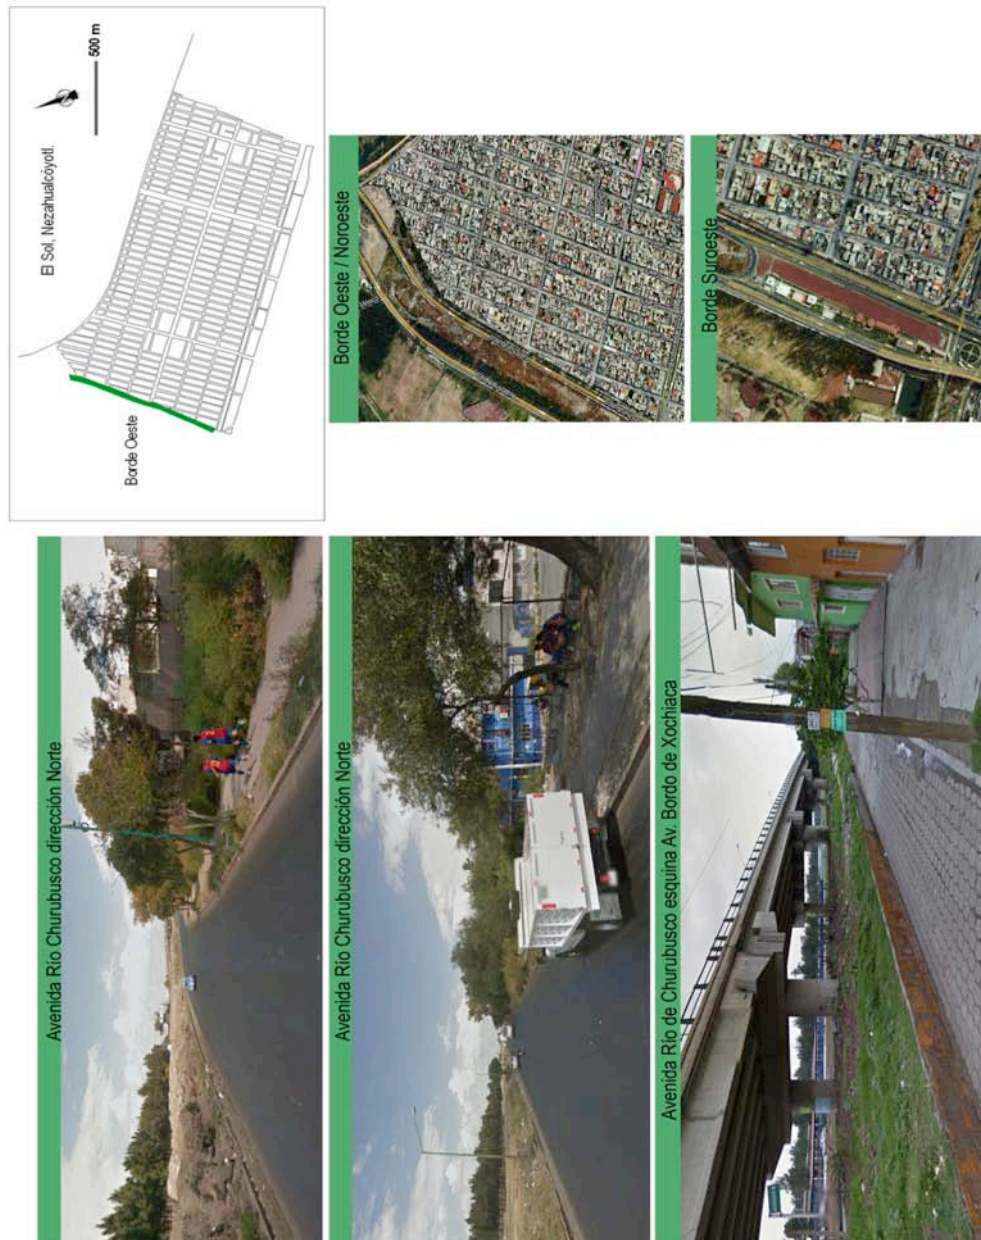 El Sol, Nezahualcóyotl.
500 m
Borde Oeste
Borde Oeste / Noroeste
Borde Suroeste
Avenida Río Churubusco dirección Norte
Avenida Río Churubusco dirección Norte
Avenida Río de Churubusco esquina Av. Bordo de Xochiaca